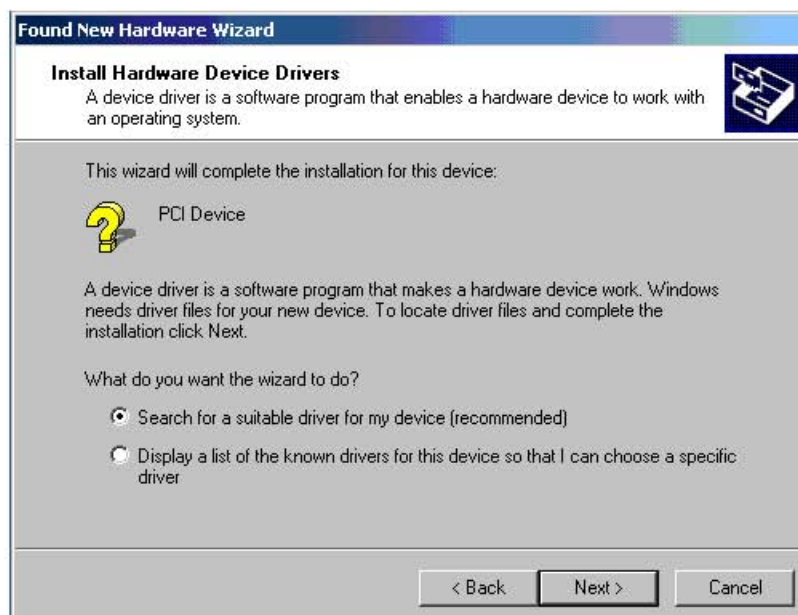 Found New Hardware Wizard
Install Hardware Device Drivers
A device driver is a software program that enables a hardware device to work with
an operating system.
This wizard will complete the installation for this device:
PCI Device
A device driver is a software program that makes a hardware device work. Windows
needs driver files for your new device. To locate driver files and complete the
installation click Next.
What do you want the wizard to do?
Search for a suitable driver for my device (recommended)
Display a list of the known drivers for this device so that I can choose a specific
driver
< Back Next > Cancel